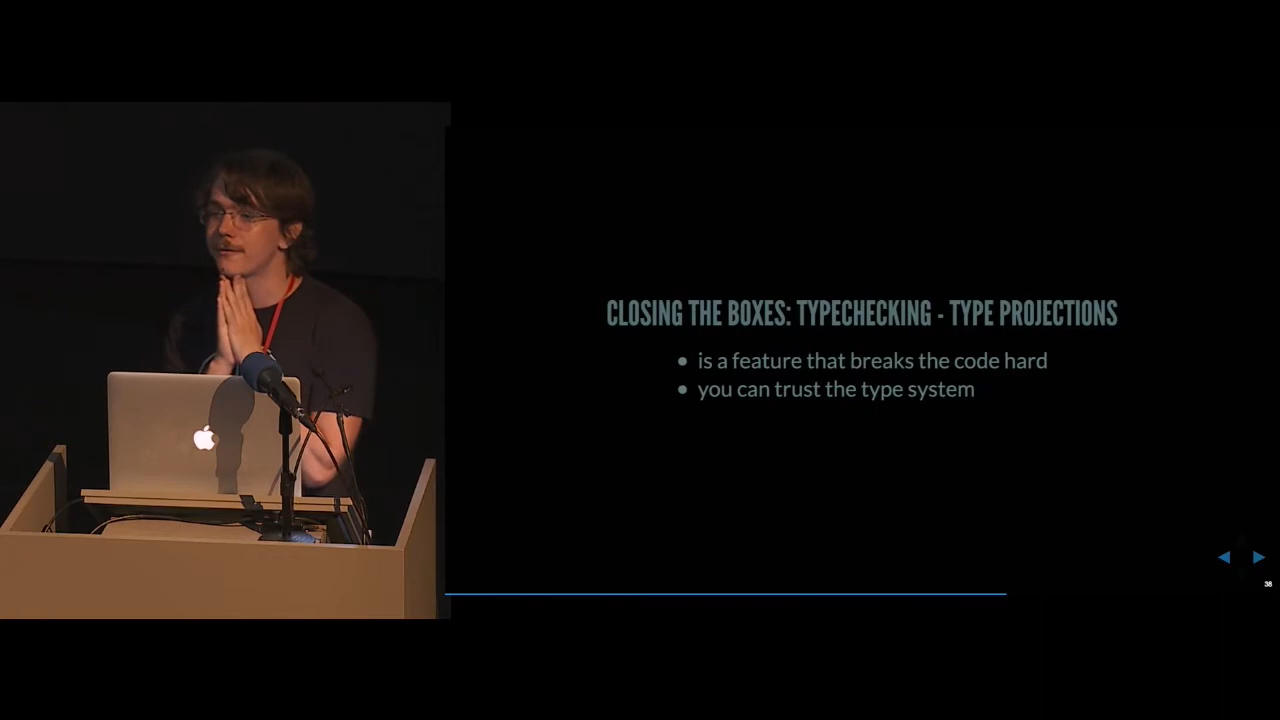 CLOSING THE BOXES: TYPECHECKING - TYPE PROJECTIONS
• is a feature that breaks the code hard
• you can trust the type system
38